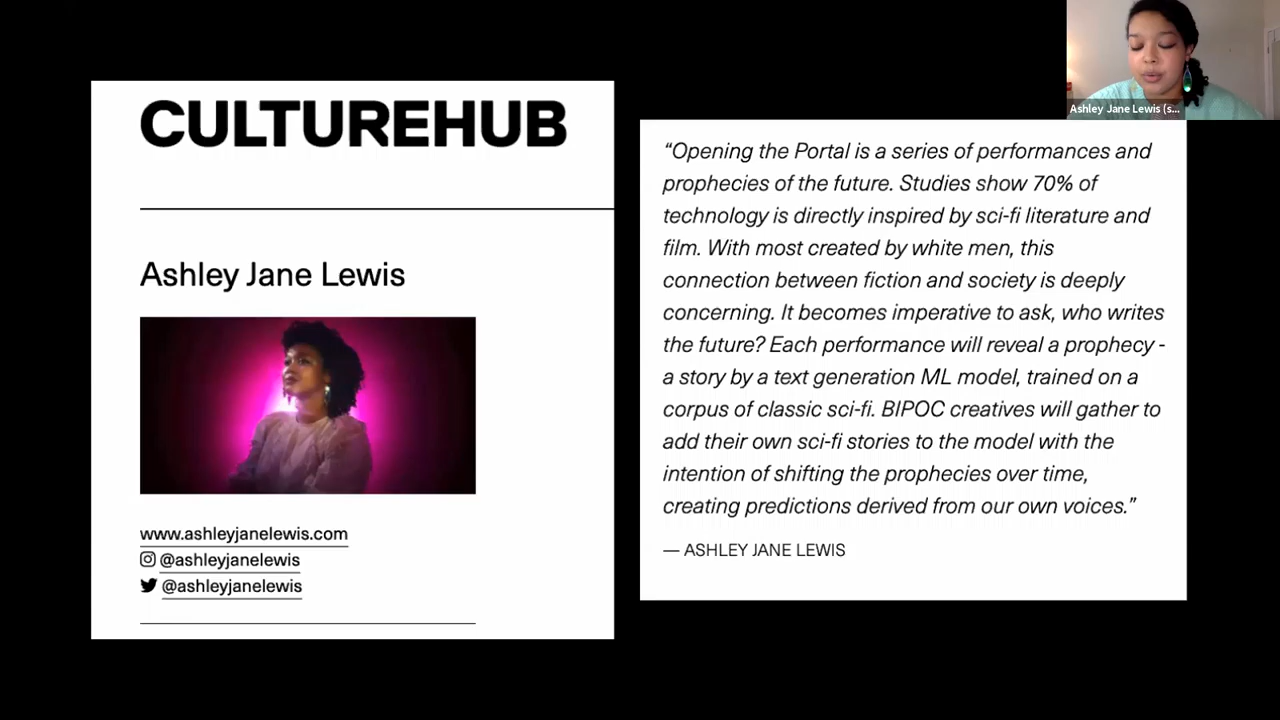 CULTUREHUB
Ashley Jane Lewis
www.ashleyjanelewis.com
@ashleyjanelewis
@ashleyjanelewis
Ashley Jane Lewis (s...
“Opening the Portal is a series of performances and
prophecies of the future. Studies show 70% of
technology is directly inspired by sci-fi literature and
film. With most created by white men, this
connection between fiction and society is deeply
concerning. It becomes imperative to ask, who writes
the future? Each performance will reveal a prophecy -
a story by a text generation ML model, trained on a
corpus of classic sci-fi. BIPOC creatives will gather to
add their own sci-fi stories to the model with the
intention of shifting the prophecies over time,
creating predictions derived from our own voices.”
— ASHLEY JANE LEWIS